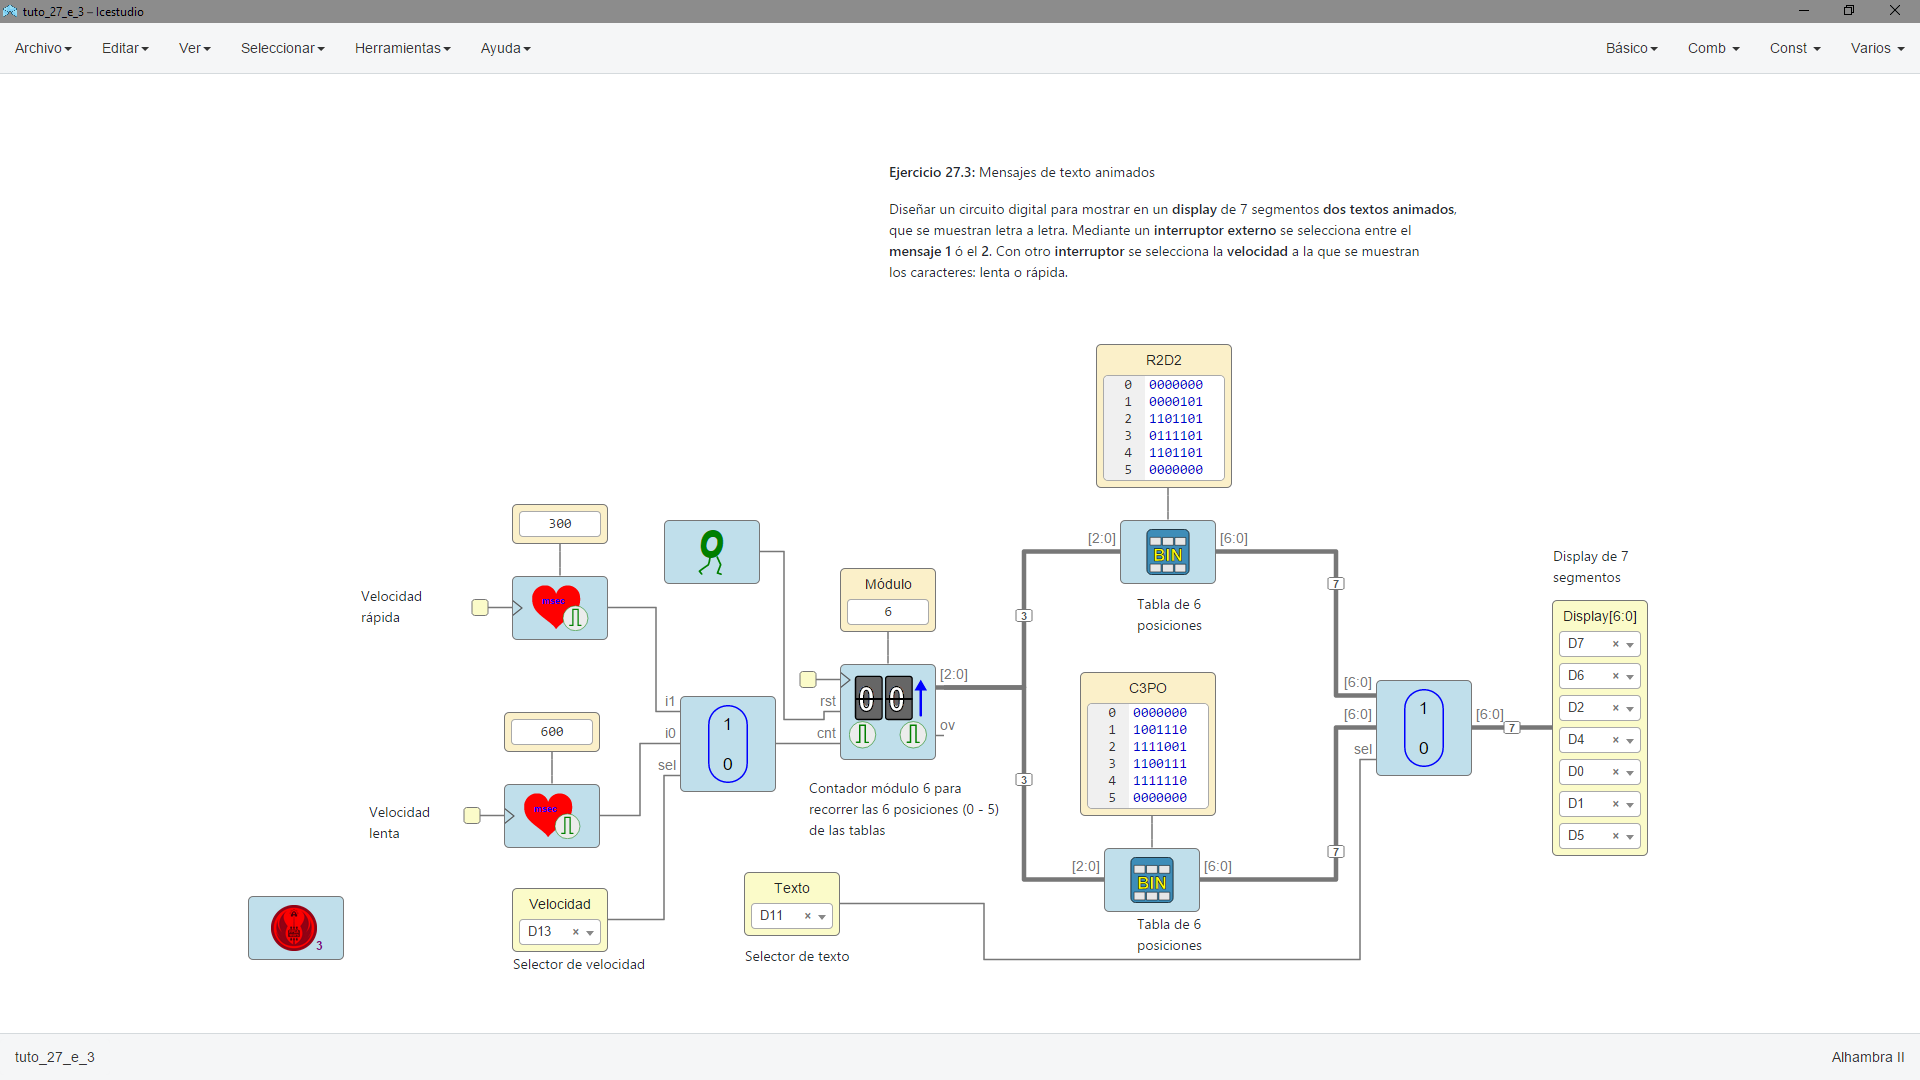 tuto_27_e_3 – Icestudio
Archivo Editar Ver Seleccionar Herramientas Ayuda Básico Comb Const Varios
Ejercicio 27.3: Mensajes de texto animados
Diseñar un circuito digital para mostrar en un display de 7 segmentos dos textos animados,
que se muestran letra a letra. Mediante un interruptor externo se selecciona entre el
mensaje 1 ó el 2. Con otro interruptor se selecciona la velocidad a la que se muestran
los caracteres: lenta o rápida.
R2D2
0 0000000
1 0000101
2 1101101
3 0111101
4 1101101
5 0000000
300
msec
Velocidad
rápida
0
Módulo
6
[2:0] BIN [6:0]
7
3
Tabla de 6
posiciones
Display de 7
segmentos
Display[6:0]
D7
D6
D2
D4
D0
D1
D5
[2:0]
rst
cnt
ov
0 0
i1
i0
sel
1
0
600
msec
Velocidad
lenta
Contador módulo 6 para
recorrer las 6 posiciones (0 - 5)
de las tablas
C3PO
0 0000000
1 1001110
2 1111001
3 1100111
4 1111110
5 0000000
3
7
[2:0] BIN [6:0]
Tabla de 6
posiciones
[6:0]
[6:0]
sel
1
0
[6:0]
7
3
Velocidad
D13
Selector de velocidad
Texto
D11
Selector de texto
tuto_27_e_3 Alhambra II